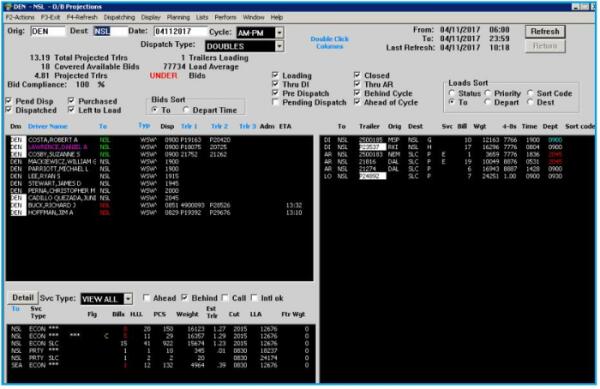 DEN - NSL - O/B Projections
F2-Actions F3-Exit F4-Refresh Dispatching Display Planning Lists Perform Window Help
Orig: DEN Dest NSL Date: 04112017 Cycle: AM-PM
Dispatch Type: DOUBLES
Double Click Columns
From: 04/11/2017 06:00
To: 04/11/2017 23:59
Last Refresh: 04/11/2017 10:18
Refresh
Return
13.19 Total Projected Trlrs 1 Trailers Loading
18 Covered Available Bids 77734 Load Average
4.81 Projected Trlrs UNDER Bids
Bid Compliance: 100 %
Loading Closed
Thru DI Thru AR
Pre Dispatch Behind Cycle
Pending Dispatch Ahead of Cycle
Loads Sort
Status Priority Sort Code
To Depart Dest
Pend Disp Purchased
Dispatched Left to Load
Bids Sort
To Depart Time
Dm Driver Name To Typ Disp Trlr 1 Trlr 2 Trlr 3 Adm ETA
DEN COSTA,ROBERT A NSL WSW^ 0900 P19163 P20420
DEN LAWRENCE,DANIEL A NSL WSW^ 0900 P18075 20725
DEN COSBY,SUZANNE S NSL WSW^ 0900 21752 21262
DEN MACKIEWICZ,WILLIAM G NSL WSW^ 1900
DEN PARRIOTT,MICHAEL L NSL WSW^ 1915
DEN LEE,RYAN S NSL WSW^ 1915
DEN STEWART,JAMES D NSL WSW^ 1945
DEN PERNA,CHRISTOPHER M NSL WSW^ 2000
DEN CADILLO QUEZADA,JUNI NSL WSW^ 2045
DEN BUCK,RICHARD J NSL WSW^ 0851 4900093 P28526 13:32
DEN HOFFMAN,JIM A NSL WSW^ 0829 P19392 P29676 13:10
To Trailer Orig Dest Svc Bill Wgt 4-8s Time Dept Sort code
DI NSL 2500185 MSP NSL G 10 12163 7766 1904 0900
DI NSL P23537 RKI NSL H 17 16296 7776 0804 0900
AR NSL 2500183 NEM SLC P E 1 3659 7776 1836 2045
AR NSL 21816 DAL SLC P E 19 10049 8876 0531 2045
AR NSL 21274 DAL SLC P 6 16943 8887 1428 0900
LO NSL P24892 SLC P 7 24251 1.00 0900 0930
Detail Svc Type: VIEW ALL Ahead Behind Call Intl ok
To Svc Type Flg Bills H.U. PCS Weight Est Trlr Cut LLA Ftr Wgt
NSL ECON *** 20 150 16123 1.27 2015 12676 0
NSL ECON *** *** C 11 29 16357 1.29 2015 12676 0
NSL ECON SLC 15 41 922 15674 1.23 2015 12676 0
NSL PRTY *** 1 1 10 345 .01 0830 18237 0
NSL PRTY SLC 1 2 2 20 0830 24174 0
SEA ECON *** 12 132 4964 .39 0830 12676 0